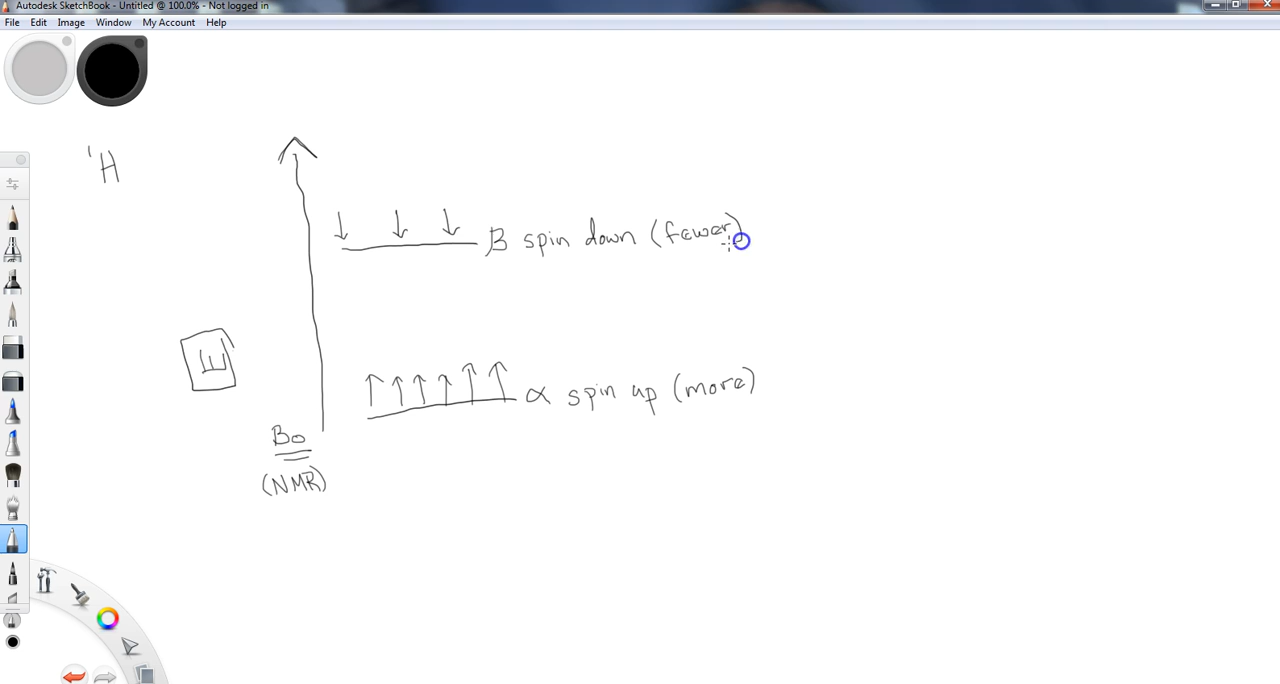 Autodesk SketchBook - Untitled @ 100.0% - Not logged in
File Edit Image Window My Account Help
¹H
β spin down (fewer)
E
α spin up (more)
B₀
(NMR)